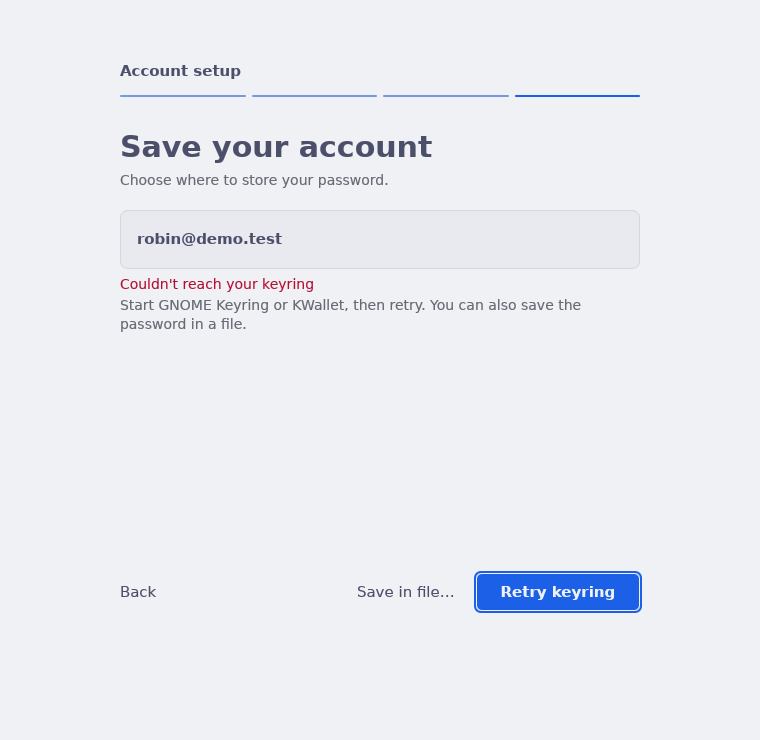 Account setup
Save your account
Choose where to store your password.
robin@demo.test
Couldn't reach your keyring
Start GNOME Keyring or KWallet, then retry. You can also save the
password in a file.
Back
Save in file...
Retry keyring